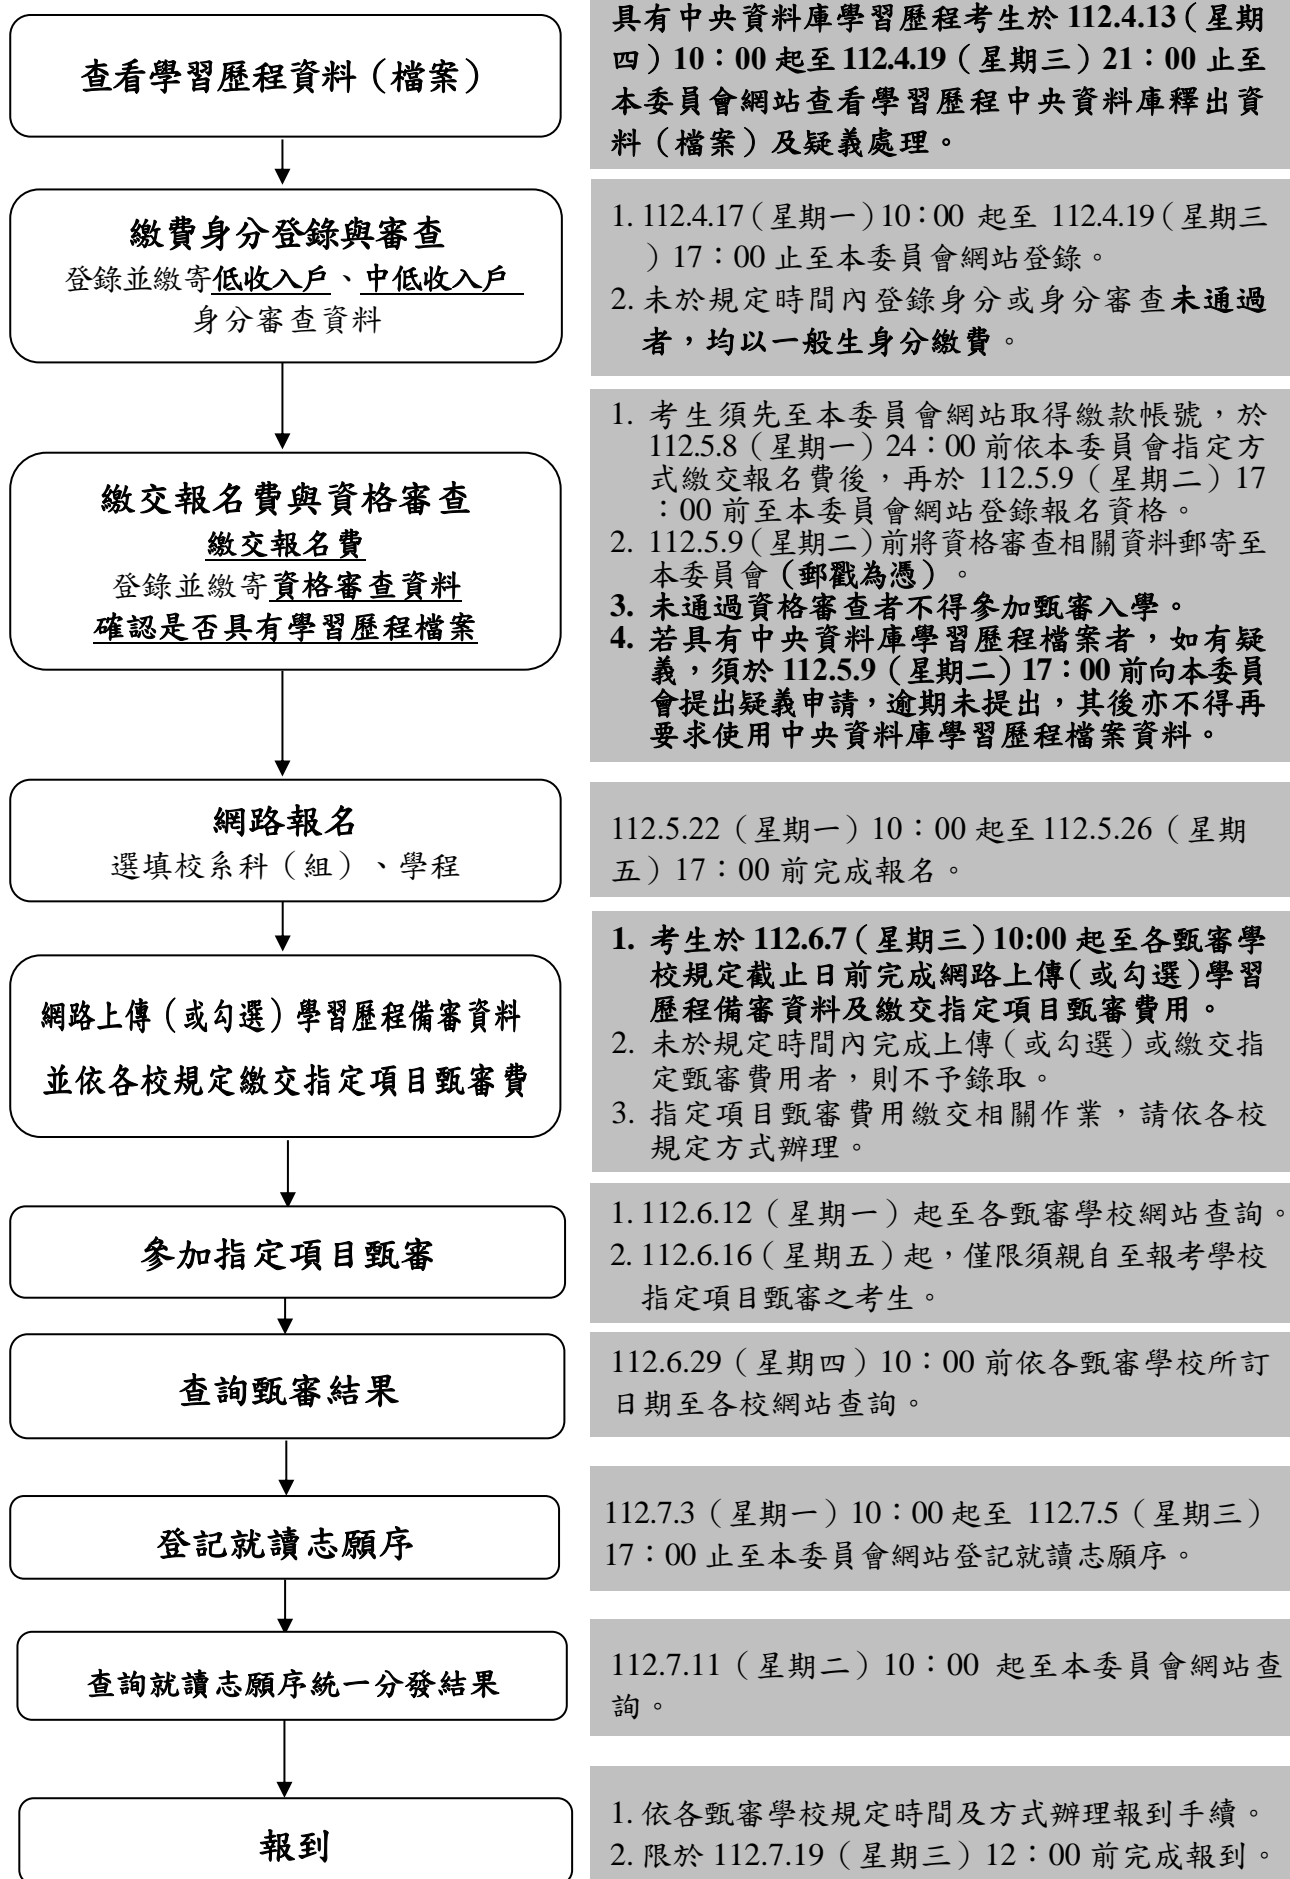 查看學習歷程資料（檔案）
具有中央資料庫學習歷程考生於 112.4.13（星期
四）10：00 起至 112.4.19（星期三）21：00 止至
本委員會網站查看學習歷程中央資料庫釋出資
料（檔案）及疑義處理。
繳費身分登錄與審查
登錄並繳寄低收入戶、中低收入戶
身分審查資料
1. 112.4.17（星期一）10：00 起至 112.4.19（星期三
）17：00 止至本委員會網站登錄。
2. 未於規定時間內登錄身分或身分審查未通過
者，均以一般生身分繳費。
繳交報名費與資格審查
繳交報名費
登錄並繳寄資格審查資料
確認是否具有學習歷程檔案
1. 考生須先至本委員會網站取得繳款帳號，於
112.5.8（星期一）24：00 前依本委員會指定方
式繳交報名費後，再於 112.5.9（星期二）17
：00 前至本委員會網站登錄報名資格。
2. 112.5.9（星期二）前將資格審查相關資料郵寄至
本委員會（郵戳為憑）。
3. 未通過資格審查者不得參加甄審入學。
4. 若具有中央資料庫學習歷程檔案者，如有疑
義，須於 112.5.9（星期二）17：00 前向本委員
會提出疑義申請，逾期未提出，其後亦不得再
要求使用中央資料庫學習歷程檔案資料。
網路報名
選填校系科（組）、學程
112.5.22（星期一）10：00 起至 112.5.26（星期
五）17：00 前完成報名。
網路上傳（或勾選）學習歷程備審資料
並依各校規定繳交指定項目甄審費
1. 考生於 112.6.7（星期三）10:00 起至各甄審學
校規定截止日前完成網路上傳（或勾選）學習
歷程備審資料及繳交指定項目甄審費用。
2. 未於規定時間內完成上傳（或勾選）或繳交指
定甄審費用者，則不予錄取。
3. 指定項目甄審費用繳交相關作業，請依各校
規定方式辦理。
參加指定項目甄審
1. 112.6.12（星期一）起至各甄審學校網站查詢。
2. 112.6.16（星期五）起，僅限須親自至報考學校
指定項目甄審之考生。
查詢甄審結果
112.6.29（星期四）10：00 前依各甄審學校所訂
日期至各校網站查詢。
登記就讀志願序
112.7.3（星期一）10：00 起至 112.7.5（星期三）
17：00 止至本委員會網站登記就讀志願序。
查詢就讀志願序統一分發結果
112.7.11（星期二）10：00 起至本委員會網站查
詢。
報到
1. 依各甄審學校規定時間及方式辦理報到手續。
2. 限於 112.7.19（星期三）12：00 前完成報到。